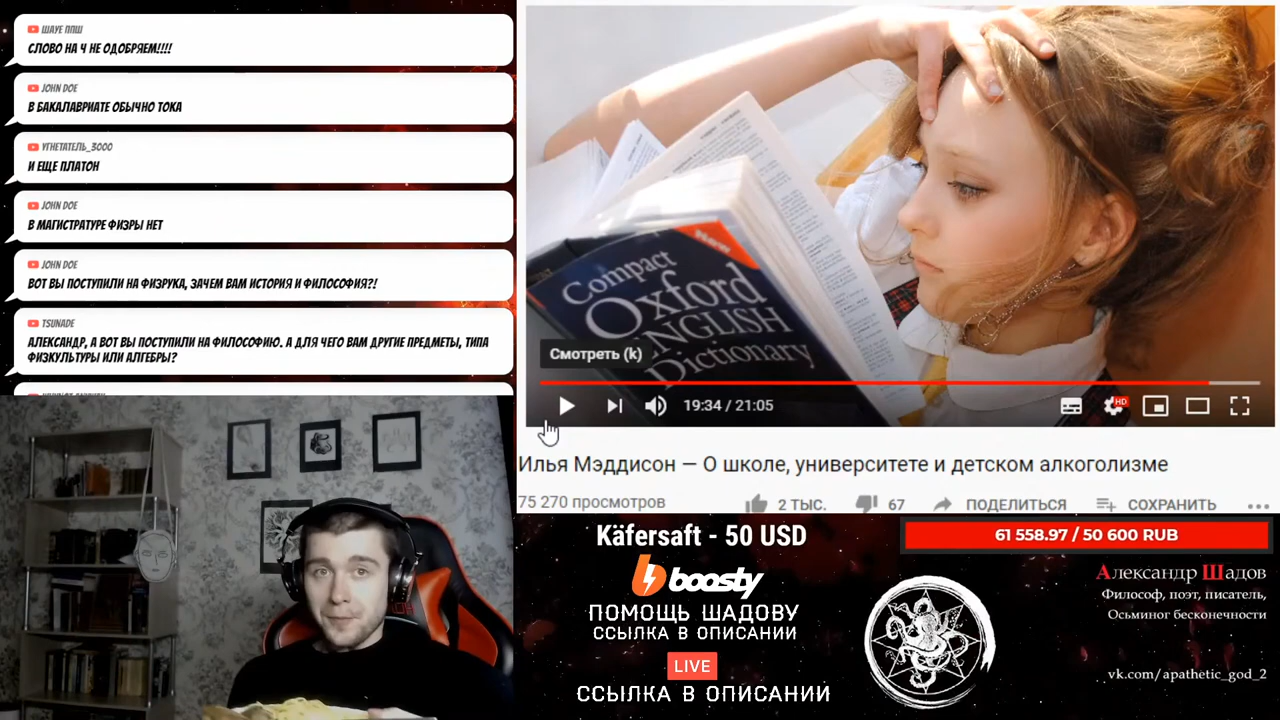 ШАУЕ ППШ
СЛОВО НА Ч НЕ ОДОБРЯЕМ!!!!
JOHN DOE
В БАКАЛАВРИАТЕ ОБЫЧНО ТОКА
УГНЕТАТЕЛЬ_3000
И ЕЩЕ ПЛАТОН
JOHN DOE
В МАГИСТРАТУРЕ ФИЗРЫ НЕТ
JOHN DOE
ВОТ ВЫ ПОСТУПИЛИ НА ФИЗРУКА, ЗАЧЕМ ВАМ ИСТОРИЯ И ФИЛОСОФИЯ?!
TSUNADE
АЛЕКСАНДР, А ВОТ ВЫ ПОСТУПИЛИ НА ФИЛОСОФИЮ. А ДЛЯ ЧЕГО ВАМ ДРУГИЕ ПРЕДМЕТЫ, ТИПА
ФИЗКУЛЬТУРЫ ИЛИ АЛГЕБРЫ?
New
Compact
Oxford
ENGLISH
Dictionary
Смотреть (k)
19:34 / 21:05
HD
Илья Мэддисон — О школе, университете и детском алкоголизме
75 270 просмотров
2 ТЫС.
67
ПОДЕЛИТЬСЯ
СОХРАНИТЬ
Käfersaft - 50 USD
boosty
ПОМОЩЬ ШАДОВУ
ССЫЛКА В ОПИСАНИИ
LIVE
ССЫЛКА В ОПИСАНИИ
61 558.97 / 50 600 RUB
Александр Шадов
Философ, поэт, писатель,
Осьминог бесконечности
vk.com/apathetic_god_2